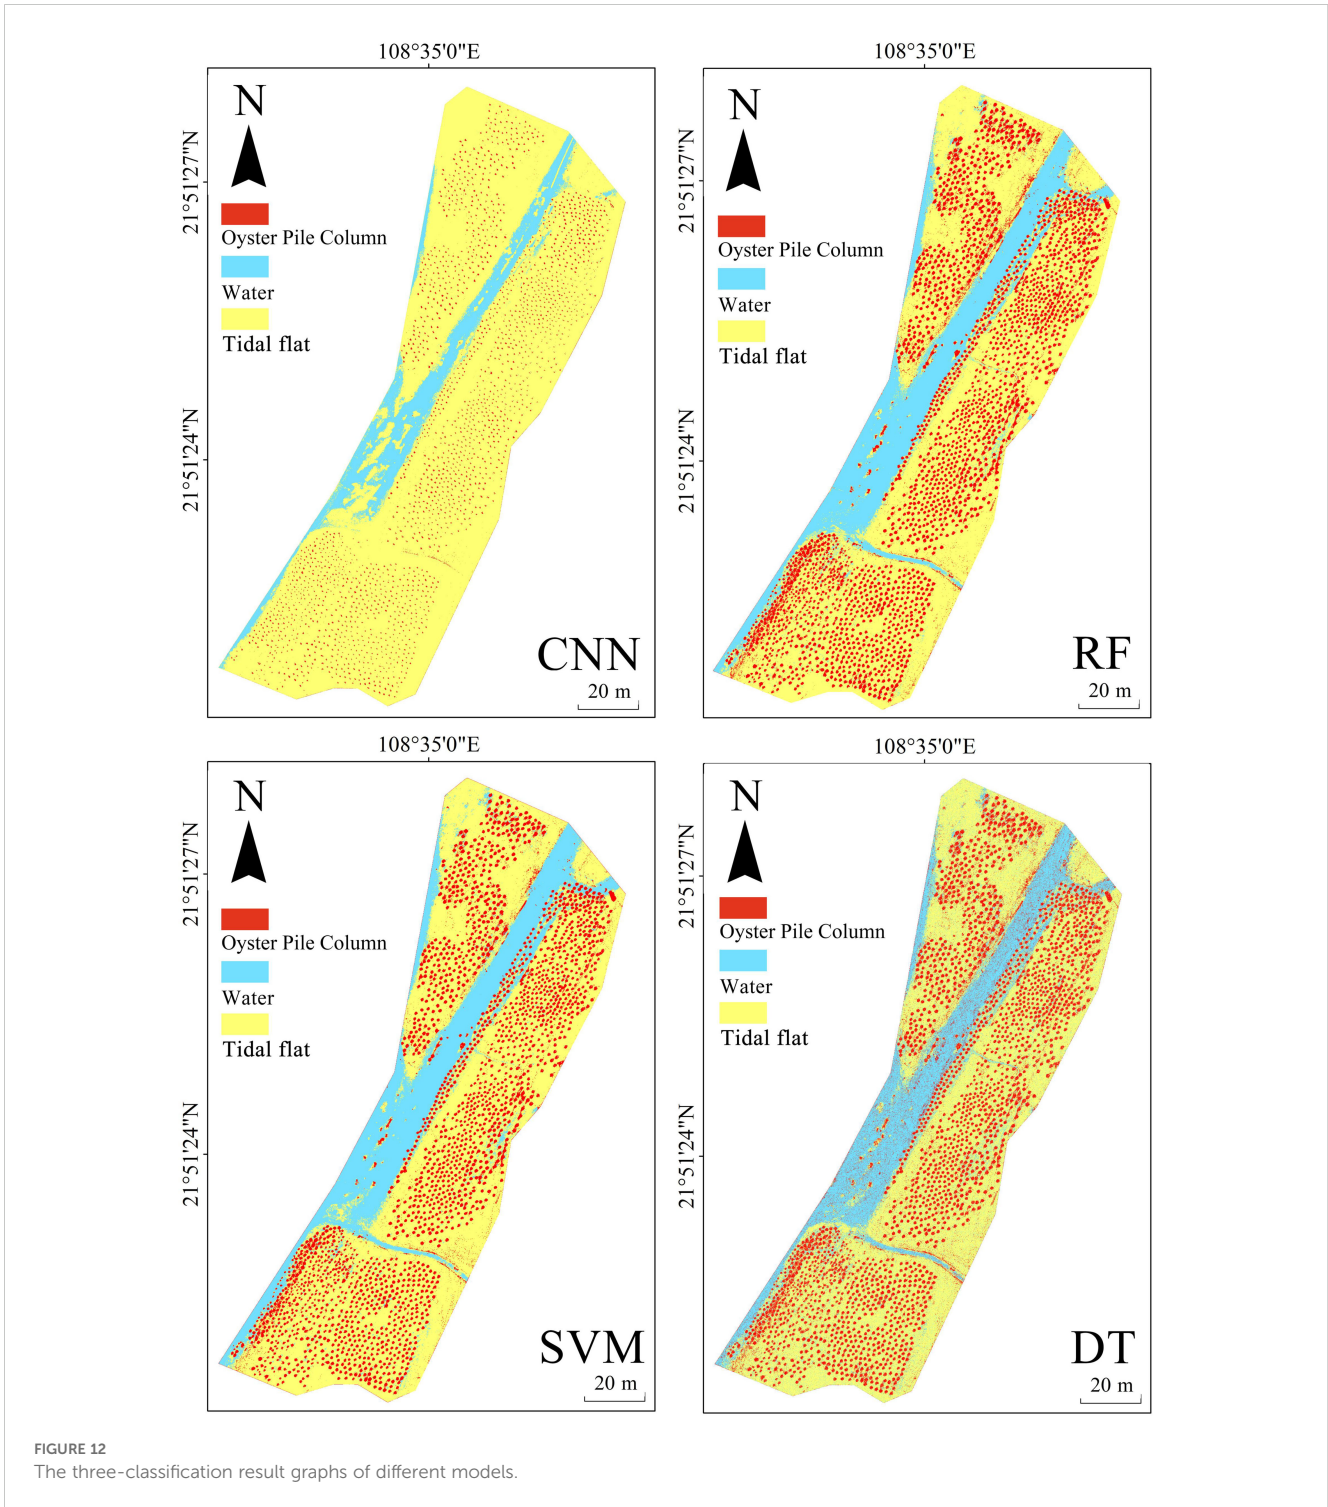 108°35'0"E
N
21°51'27"N
Oyster Pile Column
Water
Tidal flat
21°51'24"N
CNN
20 m
108°35'0"E
N
21°51'27"N
Oyster Pile Column
Water
Tidal flat
21°51'24"N
RF
20 m
108°35'0"E
N
21°51'27"N
Oyster Pile Column
Water
Tidal flat
21°51'24"N
SVM
20 m
108°35'0"E
N
21°51'27"N
Oyster Pile Column
Water
Tidal flat
21°51'24"N
DT
20 m
FIGURE 12
The three-classification result graphs of different models.